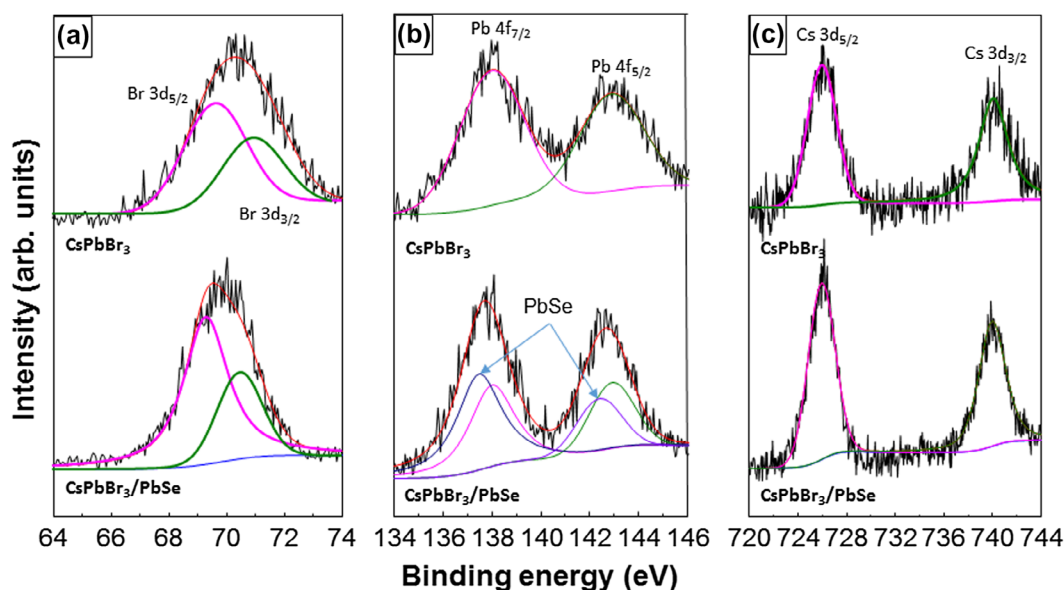 (a)
(b)
(c)
Br 3d5/2
Br 3d3/2
CsPbBr3
CsPbBr3/PbSe
Pb 4f7/2
Pb 4f5/2
CsPbBr3
PbSe
CsPbBr3/PbSe
Cs 3d5/2
Cs 3d3/2
CsPbBr3
CsPbBr3/PbSe
Intensity (arb. units)
64 66 68 70 72 74
134 136 138 140 142 144 146
720 724 728 732 736 740 744
Binding energy (eV)